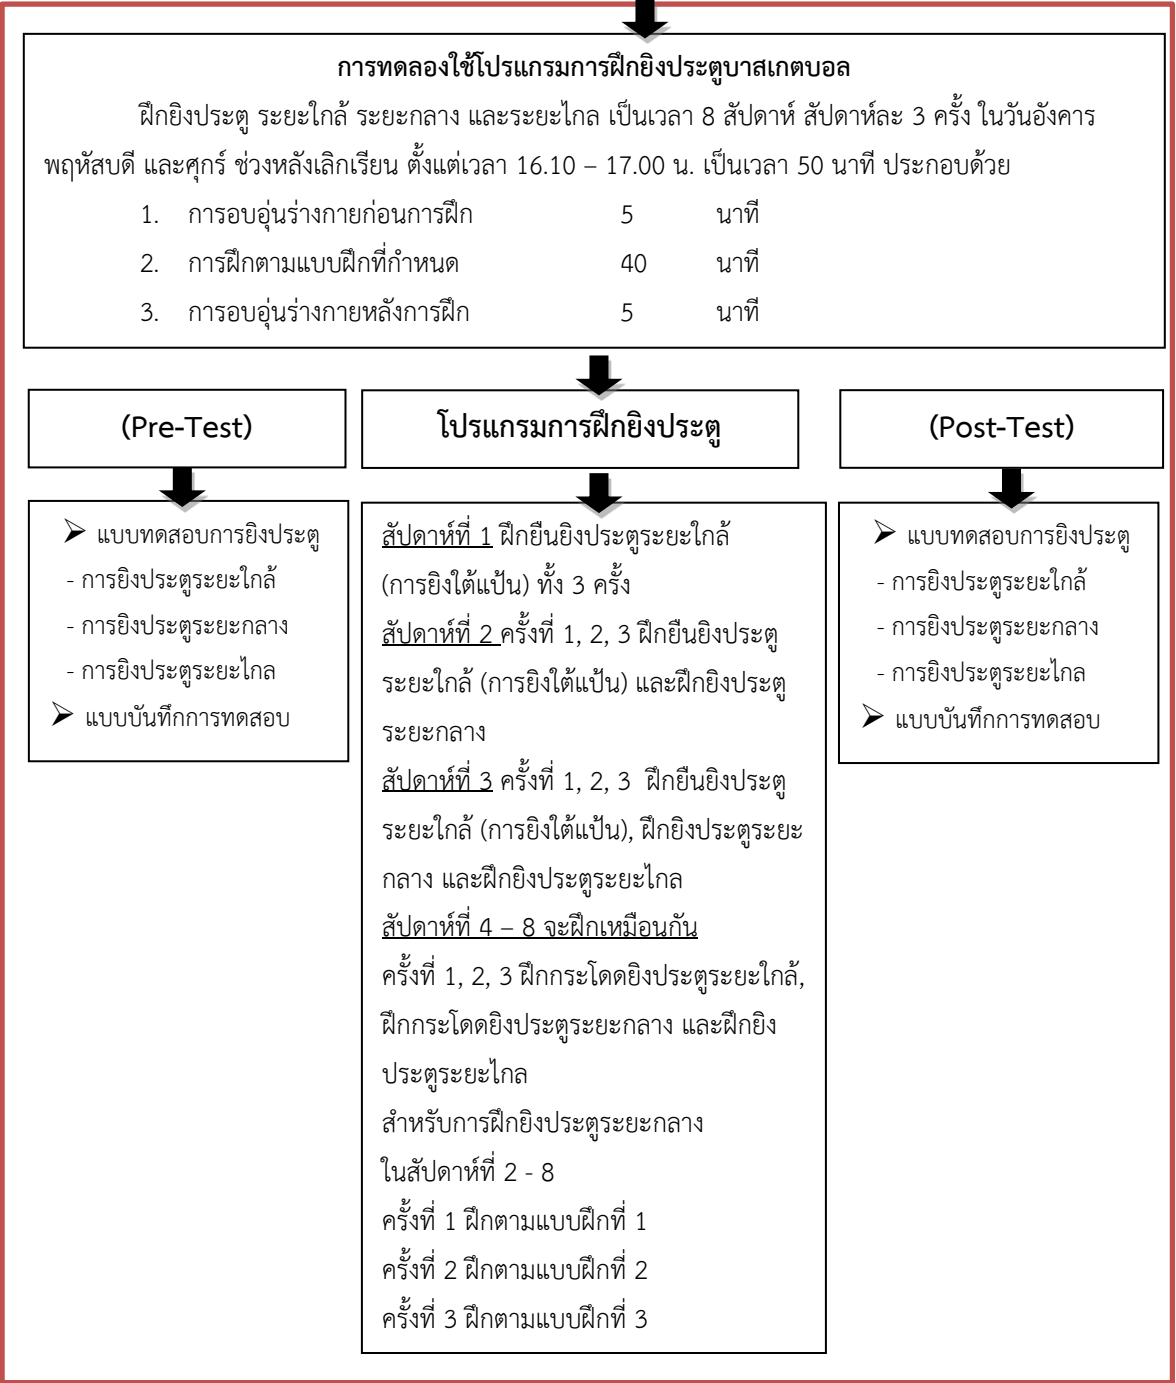 การทดลองใช้โปรแกรมการฝึกยิงประตูบาสเกตบอล
ฝึกยิงประตู ระยะใกล้ ระยะกลาง และระยะไกล เป็นเวลา 8 สัปดาห์ สัปดาห์ละ 3 ครั้ง ในวันอังคาร
พฤหัสบดี และศุกร์ ช่วงหลังเลิกเรียน ตั้งแต่เวลา 16.10 – 17.00 น. เป็นเวลา 50 นาที ประกอบด้วย
1. การอบอุ่นร่างกายก่อนการฝึก 5 นาที
2. การฝึกตามแบบฝึกที่กำหนด 40 นาที
3. การอบอุ่นร่างกายหลังการฝึก 5 นาที
(Pre-Test)
➢ แบบทดสอบการยิงประตู
- การยิงประตูระยะใกล้
- การยิงประตูระยะกลาง
- การยิงประตูระยะไกล
➢ แบบบันทึกการทดสอบ
โปรแกรมการฝึกยิงประตู
สัปดาห์ที่ 1 ฝึกยืนยิงประตูระยะใกล้
(การยิงใต้แป้น) ทั้ง 3 ครั้ง
สัปดาห์ที่ 2 ครั้งที่ 1, 2, 3 ฝึกยืนยิงประตู
ระยะใกล้ (การยิงใต้แป้น) และฝึกยิงประตู
ระยะกลาง
สัปดาห์ที่ 3 ครั้งที่ 1, 2, 3 ฝึกยืนยิงประตู
ระยะใกล้ (การยิงใต้แป้น), ฝึกยิงประตูระยะ
กลาง และฝึกยิงประตูระยะไกล
สัปดาห์ที่ 4 – 8 จะฝึกเหมือนกัน
ครั้งที่ 1, 2, 3 ฝึกกระโดดยิงประตูระยะใกล้,
ฝึกกระโดดยิงประตูระยะกลาง และฝึกยิง
ประตูระยะไกล
สำหรับการฝึกยิงประตูระยะกลาง
ในสัปดาห์ที่ 2 - 8
ครั้งที่ 1 ฝึกตามแบบฝึกที่ 1
ครั้งที่ 2 ฝึกตามแบบฝึกที่ 2
ครั้งที่ 3 ฝึกตามแบบฝึกที่ 3
(Post-Test)
➢ แบบทดสอบการยิงประตู
- การยิงประตูระยะใกล้
- การยิงประตูระยะกลาง
- การยิงประตูระยะไกล
➢ แบบบันทึกการทดสอบ